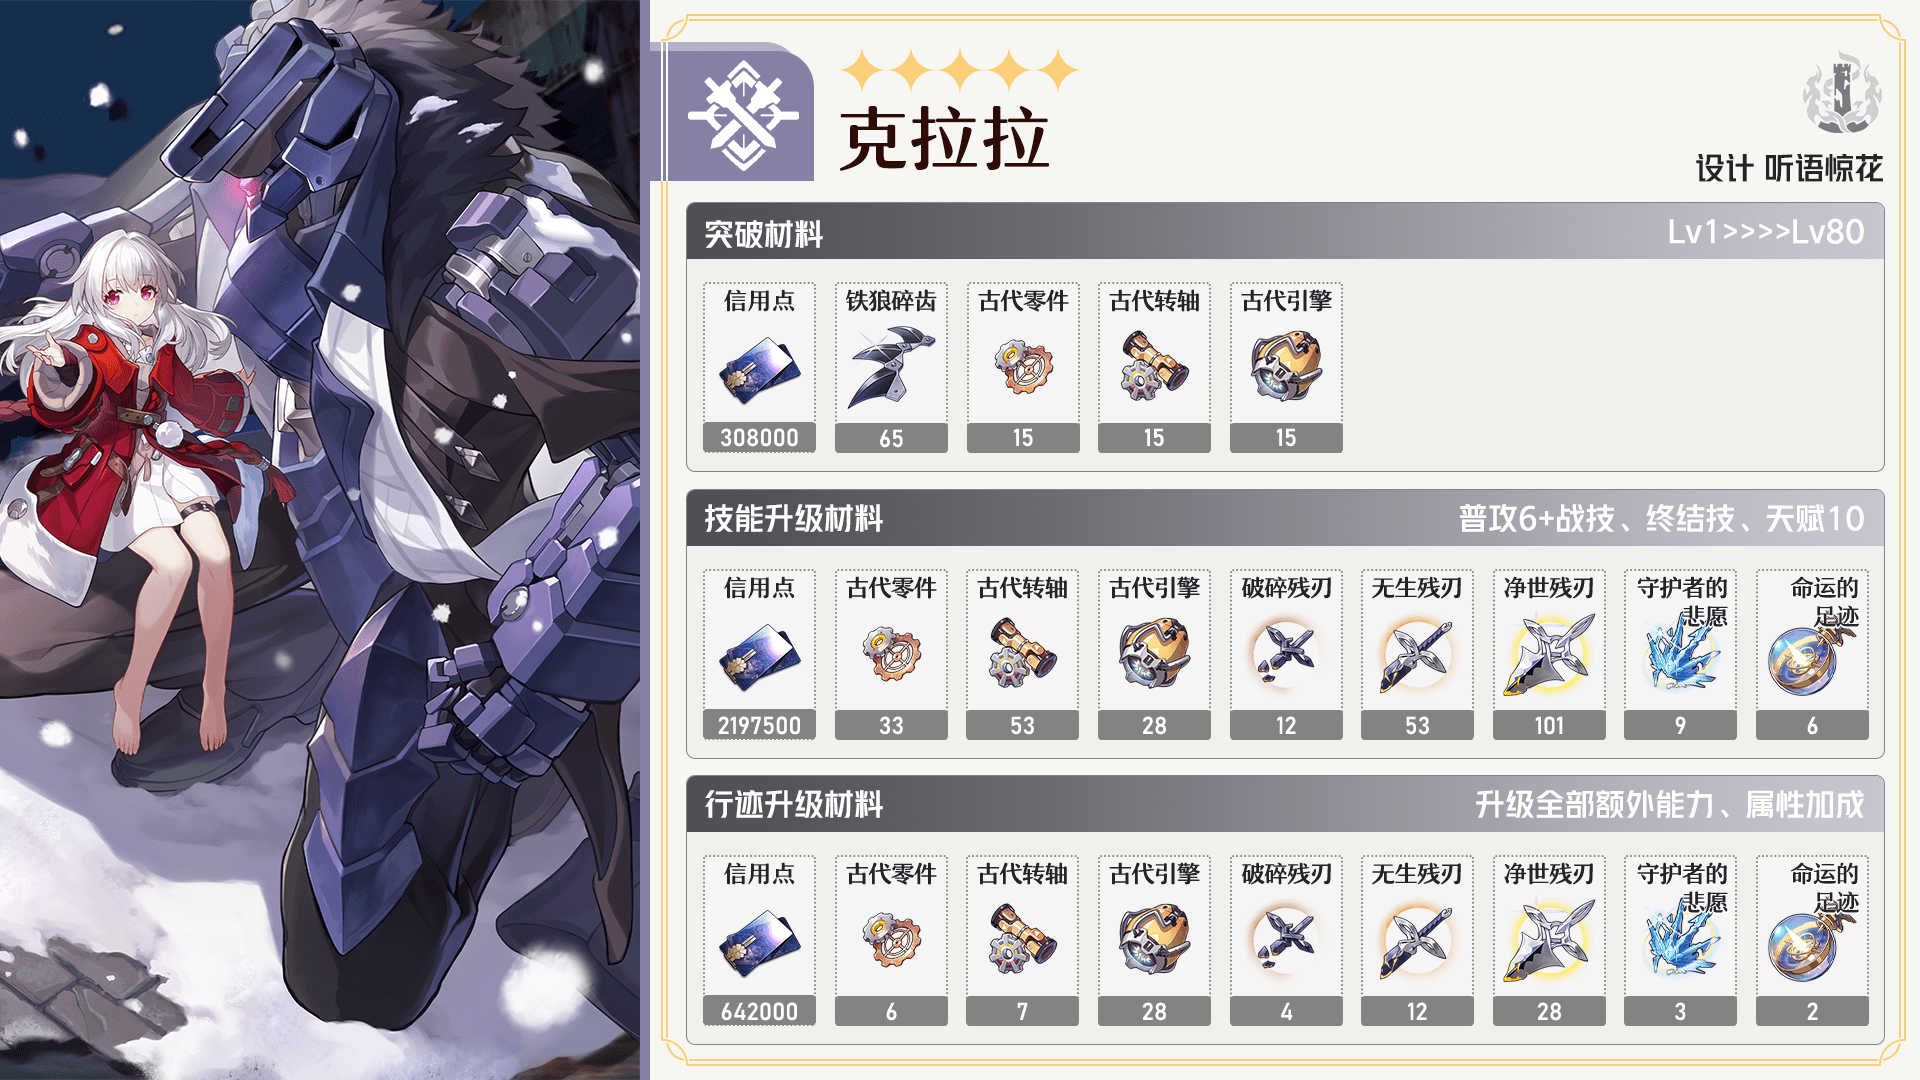 克拉拉
设计 听语惊花
突破材料 Lv1>>>>Lv80
信用点 铁狼碎齿 古代零件 古代转轴 古代引擎
308000 65 15 15 15
技能升级材料 普攻6+战技、终结技、天赋10
信用点 古代零件 古代转轴 古代引擎 破碎残刃 无生残刃 净世残刃 守护者的 命运的
悲愿 足迹
2197500 33 53 28 12 53 101 9 6
行迹升级材料 升级全部额外能力、属性加成
信用点 古代零件 古代转轴 古代引擎 破碎残刃 无生残刃 净世残刃 守护者的 命运的
悲愿 足迹
642000 6 7 28 4 12 28 3 2